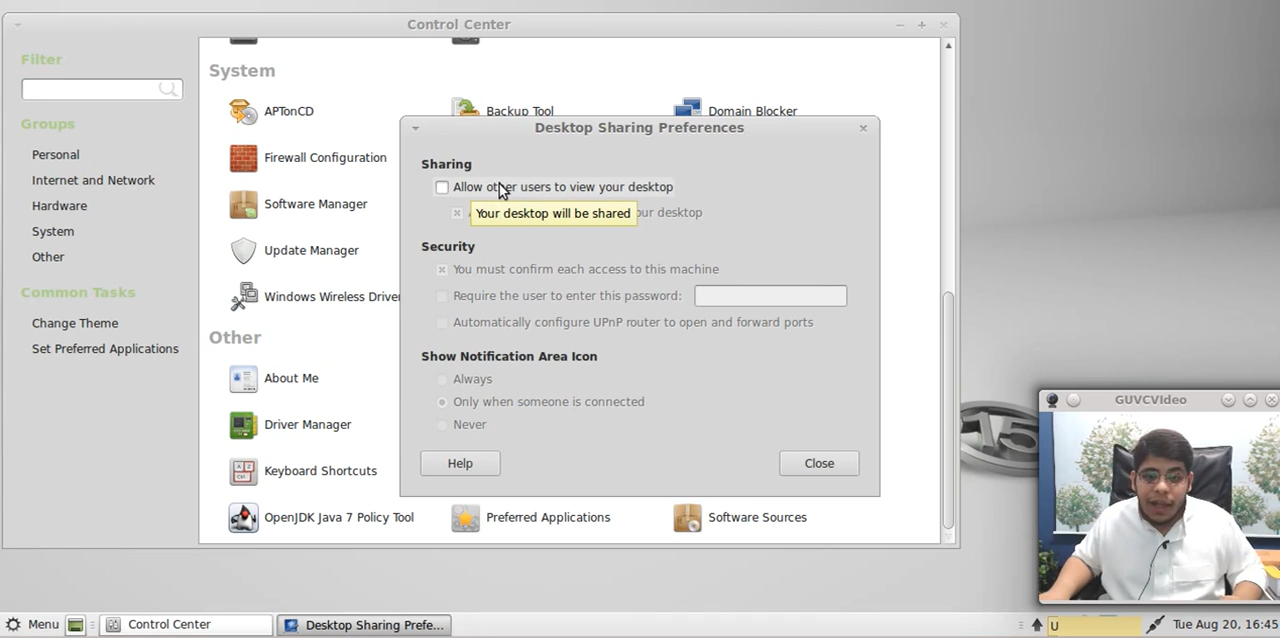 Control Center
Filter
Groups
Personal
Internet and Network
Hardware
System
Other
Common Tasks
Change Theme
Set Preferred Applications
System
APTonCD
Backup Tool
Domain Blocker
Firewall Configuration
Software Manager
Update Manager
Windows Wireless Driver
Other
About Me
Driver Manager
Keyboard Shortcuts
OpenJDK Java 7 Policy Tool
Preferred Applications
Software Sources
Desktop Sharing Preferences
Sharing
Allow other users to view your desktop
Your desktop will be shared
our desktop
Security
You must confirm each access to this machine
Require the user to enter this password:
Automatically configure UPnP router to open and forward ports
Show Notification Area Icon
Always
Only when someone is connected
Never
Help
Close
15
GUVCVIdeo
Menu
Control Center
Desktop Sharing Prefe...
U
Tue Aug 20, 16:45